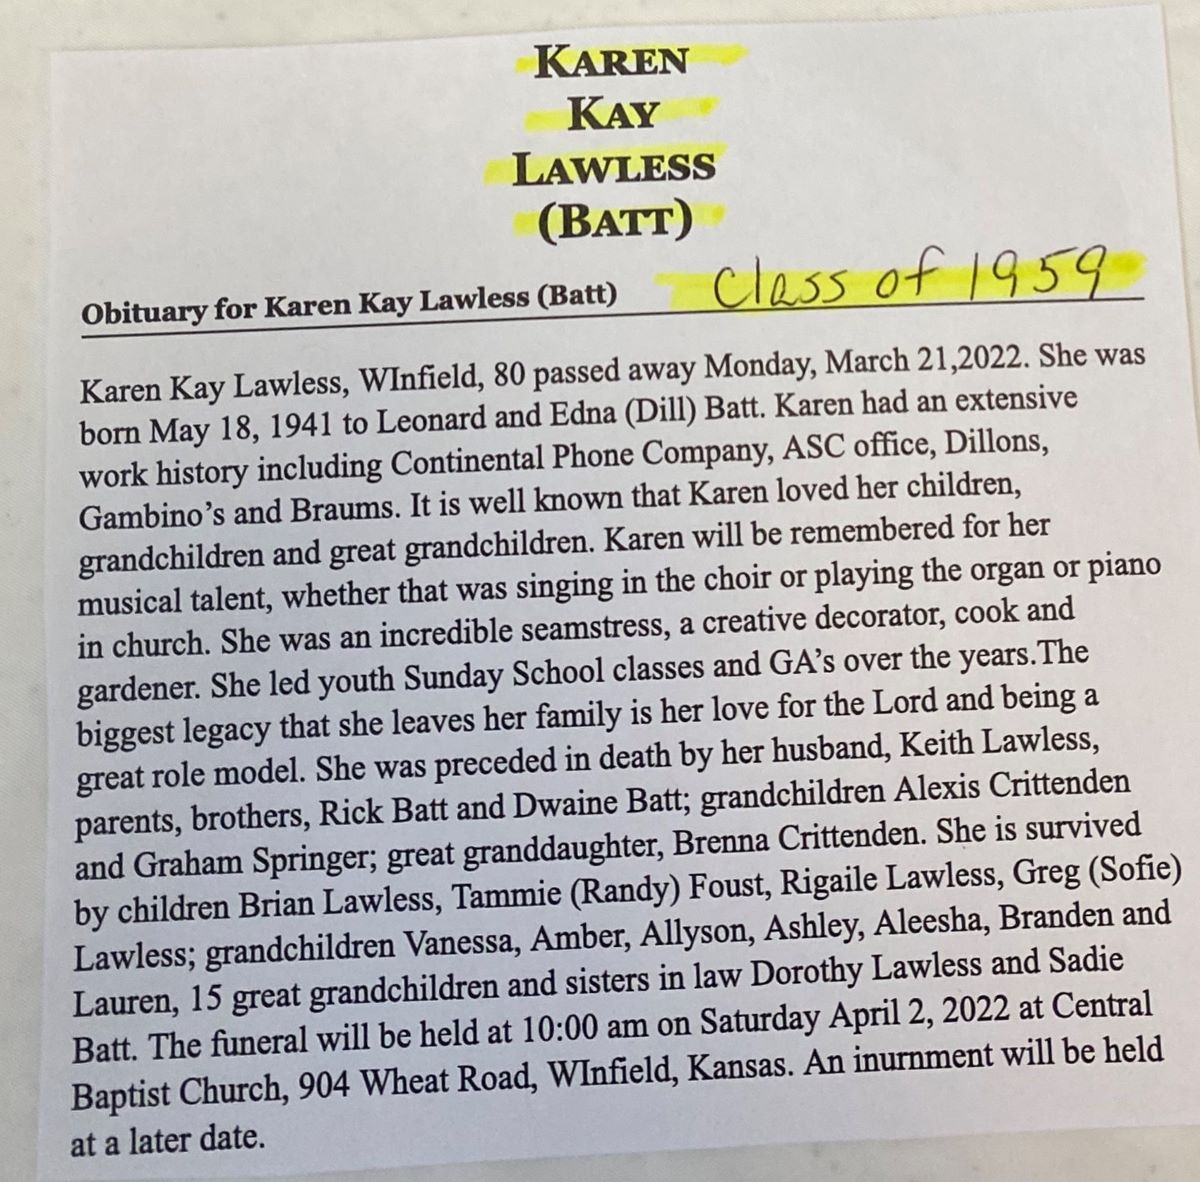 KAREN
KAY
LAWLESS
(BATT)
Class of 1959
Obituary for Karen Kay Lawless (Batt)
Karen Kay Lawless, WInfield, 80 passed away Monday, March 21,2022. She was
born May 18, 1941 to Leonard and Edna (Dill) Batt. Karen had an extensive
work history including Continental Phone Company, ASC office, Dillons,
Gambino's and Braums. It is well known that Karen loved her children,
grandchildren and great grandchildren. Karen will be remembered for her
musical talent, whether that was singing in the choir or playing the organ or piano
in church. She was an incredible seamstress, a creative decorator, cook and
gardener. She led youth Sunday School classes and GA's over the years.The
biggest legacy that she leaves her family is her love for the Lord and being a
great role model. She was preceded in death by her husband, Keith Lawless,
parents, brothers, Rick Batt and Dwaine Batt; grandchildren Alexis Crittenden
and Graham Springer; great granddaughter, Brenna Crittenden. She is survived
by children Brian Lawless, Tammie (Randy) Foust, Rigaile Lawless, Greg (Sofie)
Lawless; grandchildren Vanessa, Amber, Allyson, Ashley, Aleesha, Branden and
Lauren, 15 great grandchildren and sisters in law Dorothy Lawless and Sadie
Batt. The funeral will be held at 10:00 am on Saturday April 2, 2022 at Central
Baptist Church, 904 Wheat Road, WInfield, Kansas. An inurnment will be held
at a later date.